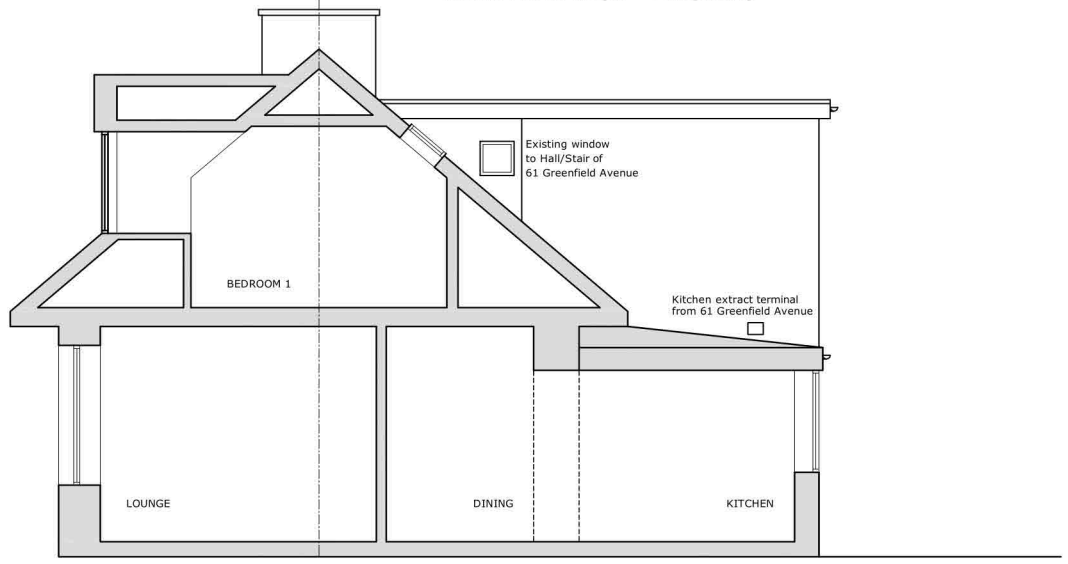 Existing window
to Hall/Stair of
61 Greenfield Avenue
BEDROOM 1
Kitchen extract terminal
from 61 Greenfield Avenue
LOUNGE
DINING
KITCHEN